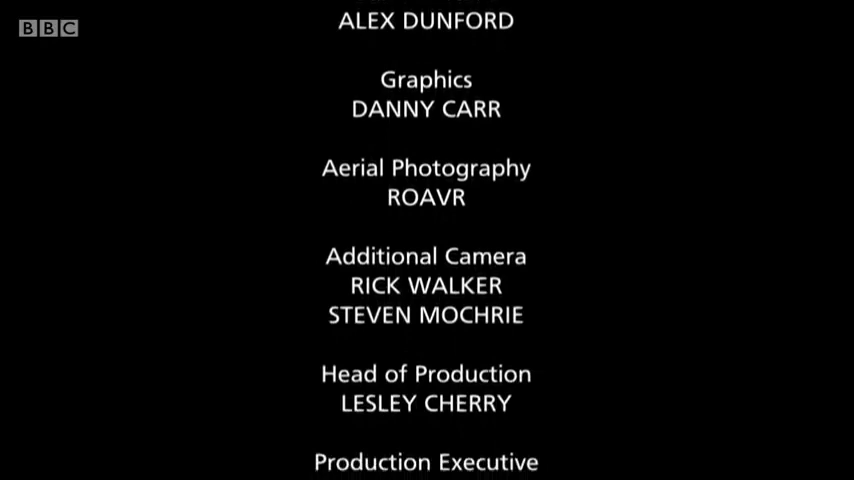 BBC
ALEX DUNFORD
Graphics
DANNY CARR
Aerial Photography
ROAVR
Additional Camera
RICK WALKER
STEVEN MOCHRIE
Head of Production
LESLEY CHERRY
Production Executive